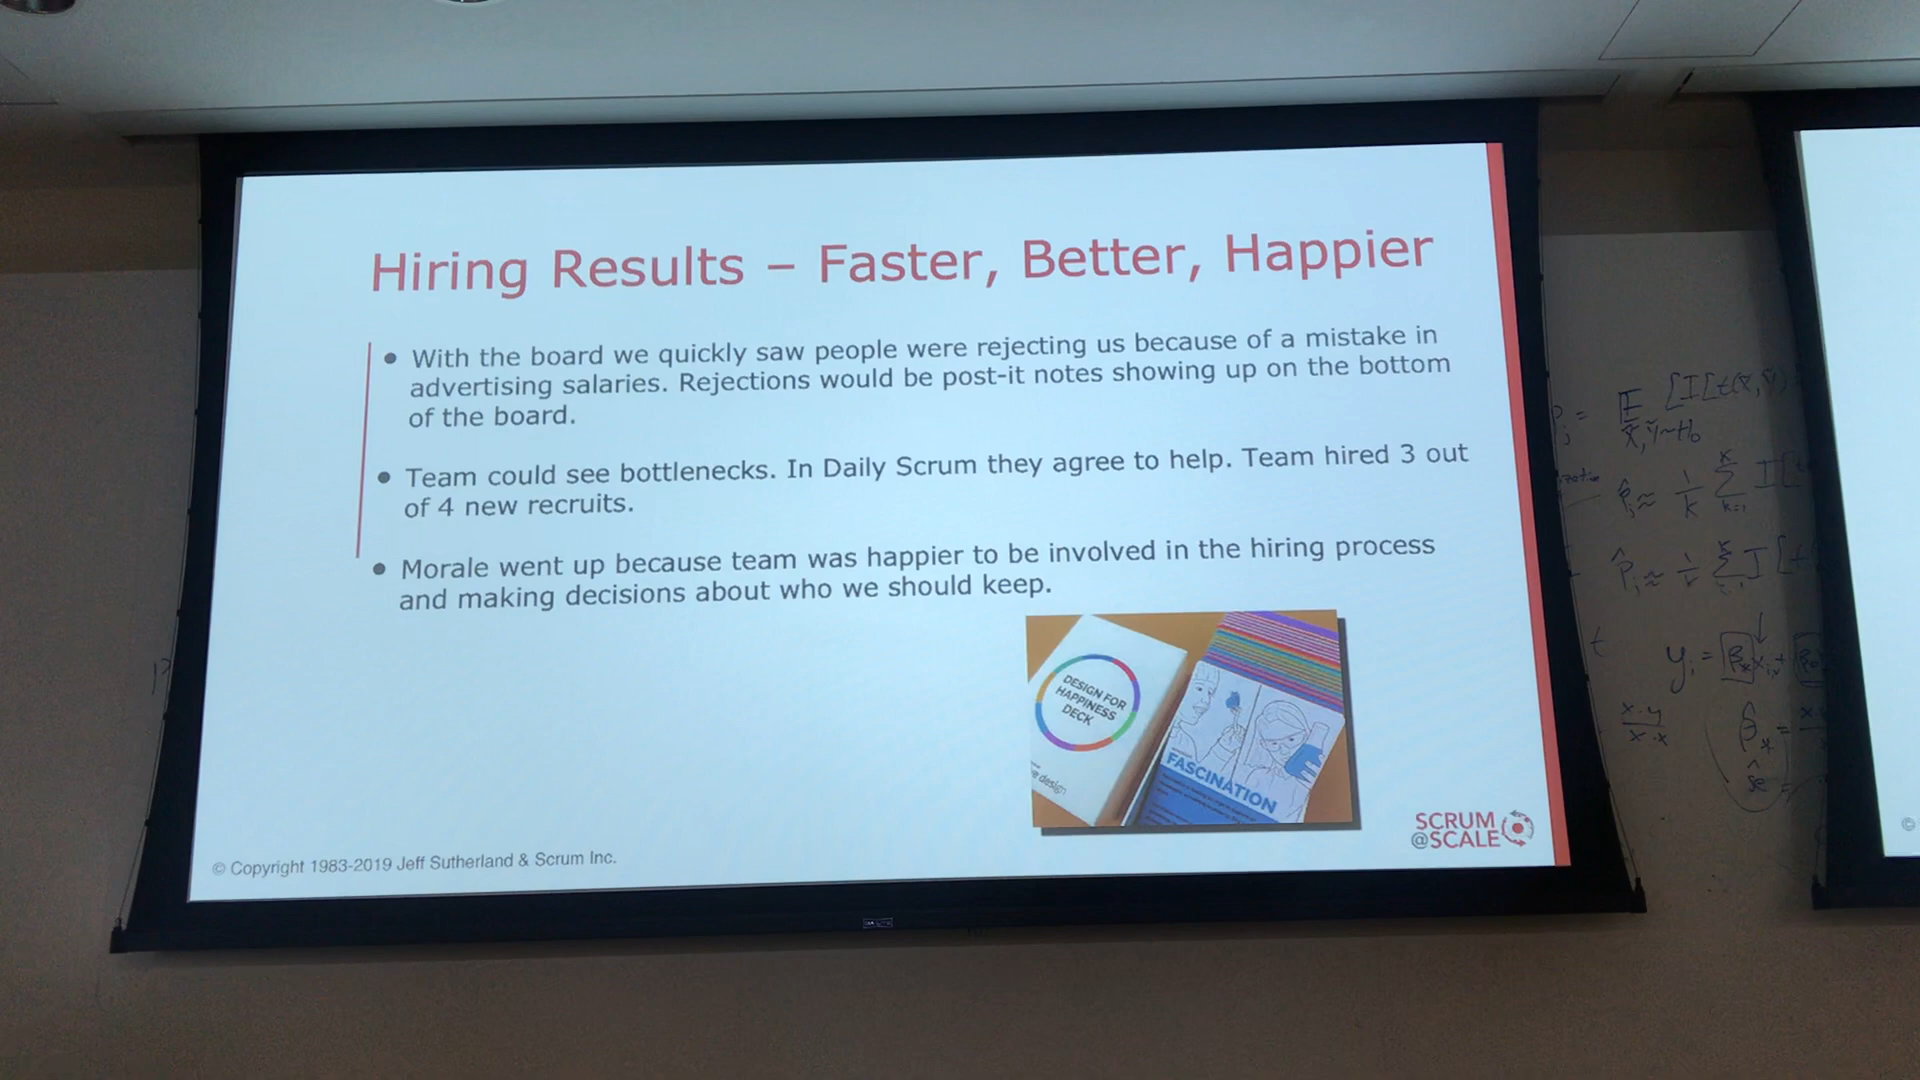 Hiring Results – Faster, Better, Happier
● With the board we quickly saw people were rejecting us because of a mistake in
advertising salaries. Rejections would be post-it notes showing up on the bottom
of the board.
● Team could see bottlenecks. In Daily Scrum they agree to help. Team hired 3 out
of 4 new recruits.
● Morale went up because team was happier to be involved in the hiring process
and making decisions about who we should keep.
DESIGN FOR
HAPPINESS
DECK
design
FASCINATION
SCRUM
@SCALE
© Copyright 1983-2019 Jeff Sutherland & Scrum Inc.
©